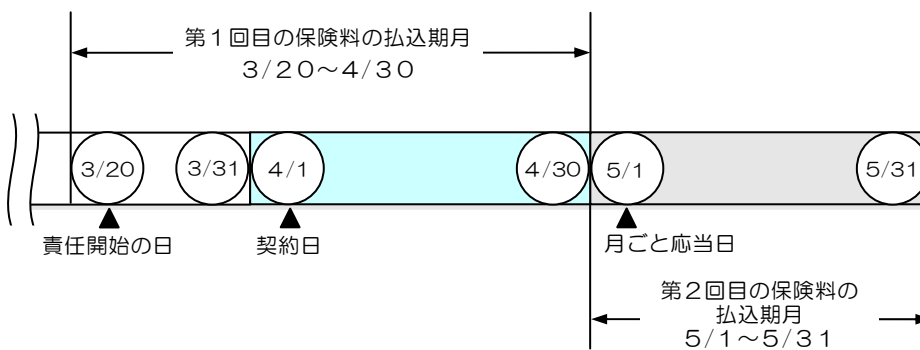 第１回目の保険料の払込期月
３/２０～４/３０
3/20
3/31
4/1
4/30
5/1
5/31
責任開始の日
契約日
月ごと応当日
第２回目の保険料の
払込期月
５/１～５/３１